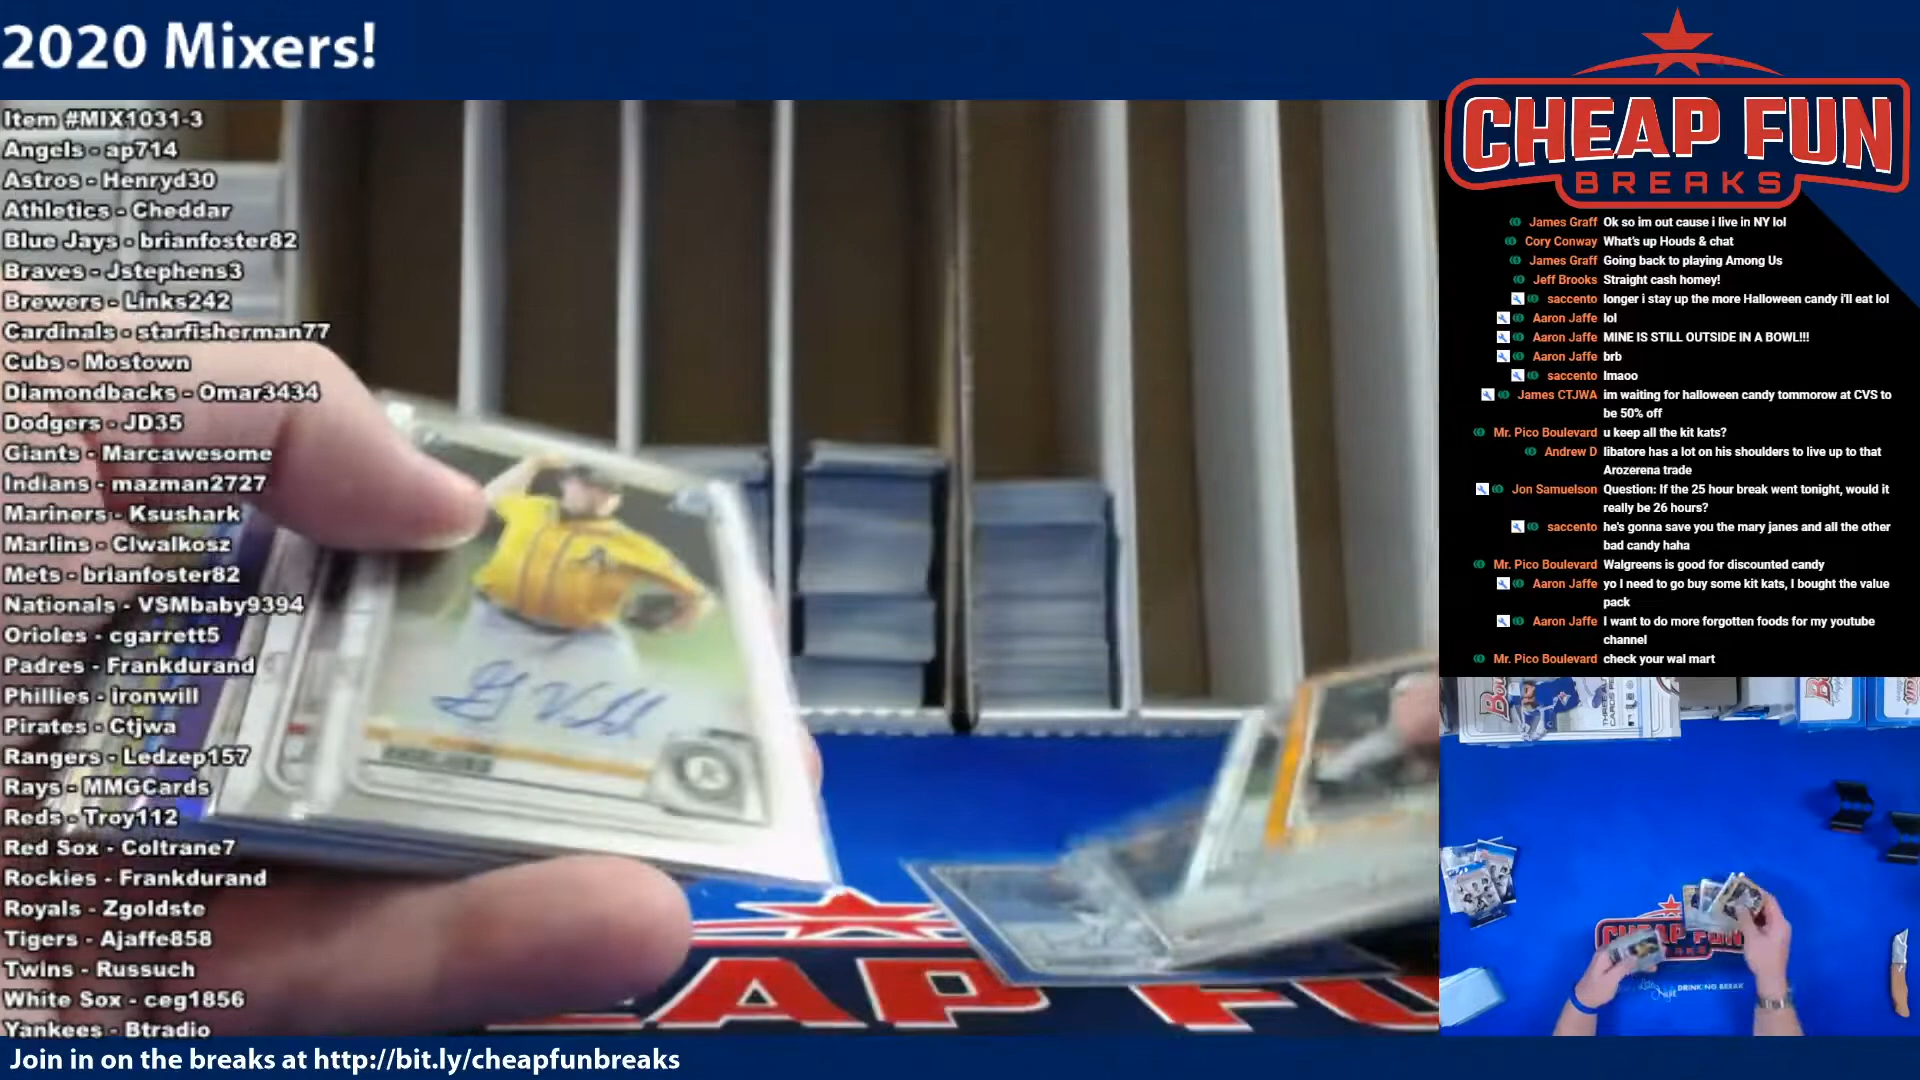 2020 Mixers!
Item #MIX1031-3
Angels - ap714
Astros - Henryd30
Athletics - Cheddar
Blue Jays - brianfoster82
Braves - Jstephens3
Brewers - Links242
Cardinals - starfisherman77
Cubs - Mostown
Diamondbacks - Omar3434
Dodgers - JD35
Giants - Marcawesome
Indians - mazman2727
Mariners - Ksushark
Marlins - Clwalkosz
Mets - brianfoster82
Nationals - VSMbaby9394
Orioles - cgarrett5
Padres - Frankdurand
Phillies - ironwill
Pirates - Ctjwa
Rangers - Ledzep157
Rays - MMGCards
Reds - Troy112
Red Sox - Coltrane7
Rockies - Frankdurand
Royals - Zgoldste
Tigers - Ajaffe858
Twins - Russuch
White Sox - ceg1856
Yankees - Btradio
Join in on the breaks at http://bit.ly/cheapfunbreaks
CHEAP FUN
BREAKS
James Graff Ok so im out cause i live in NY lol
Cory Conway What's up Houds & chat
James Graff Going back to playing Among Us
Jeff Brooks Straight cash homey!
saccento longer i stay up the more Halloween candy i'll eat lol
Aaron Jaffe lol
Aaron Jaffe MINE IS STILL OUTSIDE IN A BOWL!!!
Aaron Jaffe brb
saccento lmaoo
James CTJWA im waiting for halloween candy tommorow at CVS to
be 50% off
Mr. Pico Boulevard u keep all the kit kats?
Andrew D libatore has a lot on his shoulders to live up to that
Arozerena trade
Jon Samuelson Question: If the 25 hour break went tonight, would it
really be 26 hours?
saccento he's gonna save you the mary janes and all the other
bad candy haha
Mr. Pico Boulevard Walgreens is good for discounted candy
Aaron Jaffe yo I need to go buy some kit kats, I bought the value
pack
Aaron Jaffe I want to do more forgotten foods for my youtube
channel
Mr. Pico Boulevard check your wal mart
EAP FU
CHEAP FUN
DRINKING BREAK